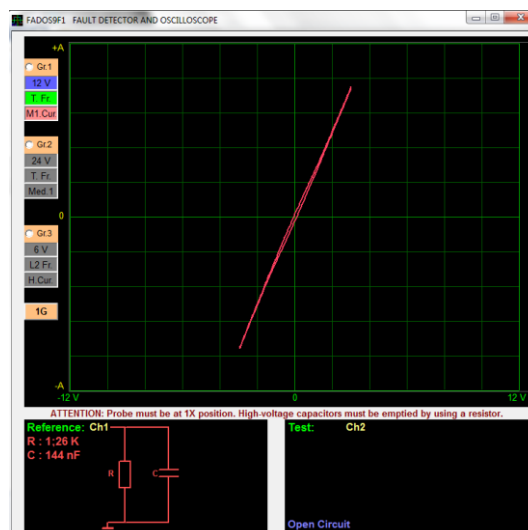 FADOS9F1 FAULT DETECTOR AND OSCILLOSCOPE
+A
Gr.1
12 V
T. Fr.
M1.Cur
Gr.2
24 V
T. Fr.
Med.1
0
Gr.3
6 V
L2 Fr.
H.Cur
1G
-A
-12 V
0
12 V
ATTENTION: Probe must be at 1X position. High-voltage capacitors must be emptied by using a resistor.
Reference: Ch1
R : 1;26 K
C : 144 nF
R
C
Test: Ch2
Open Circuit